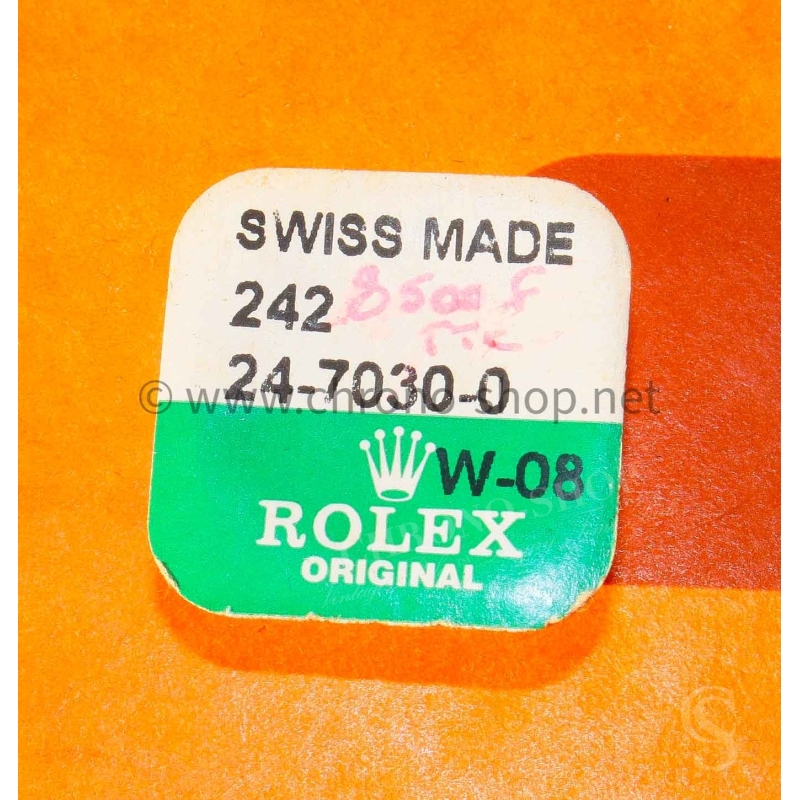 SWISS MADE
242
24-7030-0
© www.chrono-shop.net
W-08
ROLEX
ORIGINAL